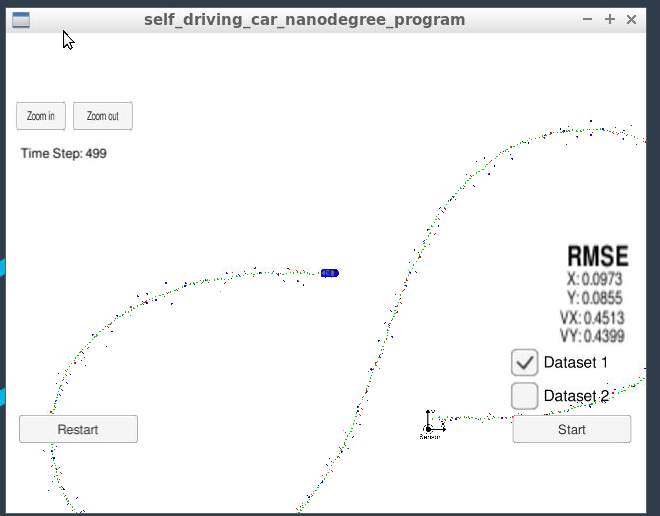 self_driving_car_nanodegree_program
Zoom in
Zoom out
Time Step: 499
RMSE
X: 0.0973
Y: 0.0855
VX: 0.4513
VY: 0.4399
Dataset 1
Dataset 2
Restart
Sensor
Start